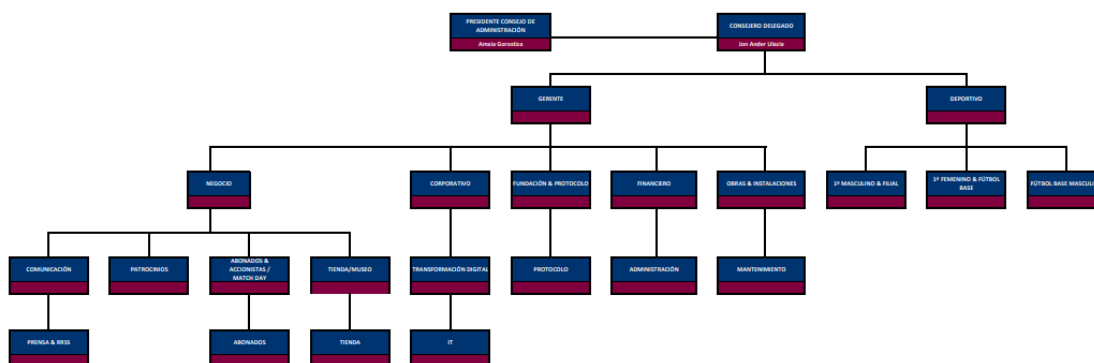 PRESIDENTE CONSEJO DE
ADMINISTRACIÓN
Amaia Gorostiza
CONSEJERO DELEGADO
Jon Ander Ulazia
GERENTE
DEPORTIVO
NEGOCIO
CORPORATIVO
FUNDACIÓN & PROTOCOLO
FINANCIERO
OBRAS & INSTALACIONES
1º MASCULINO & FILIAL
1º FEMENINO & FÚTBOL
BASE
FÚTBOL BASE MASCULI
COMUNICACIÓN
PATROCINIOS
ABONADOS &
ACCIONISTAS /
MATCH DAY
TIENDA/MUSEO
TRANSFORMACIÓN DIGITAL
PROTOCOLO
ADMINISTRACIÓN
MANTENIMIENTO
PRENSA & RRSS
ABONADOS
TIENDA
IT